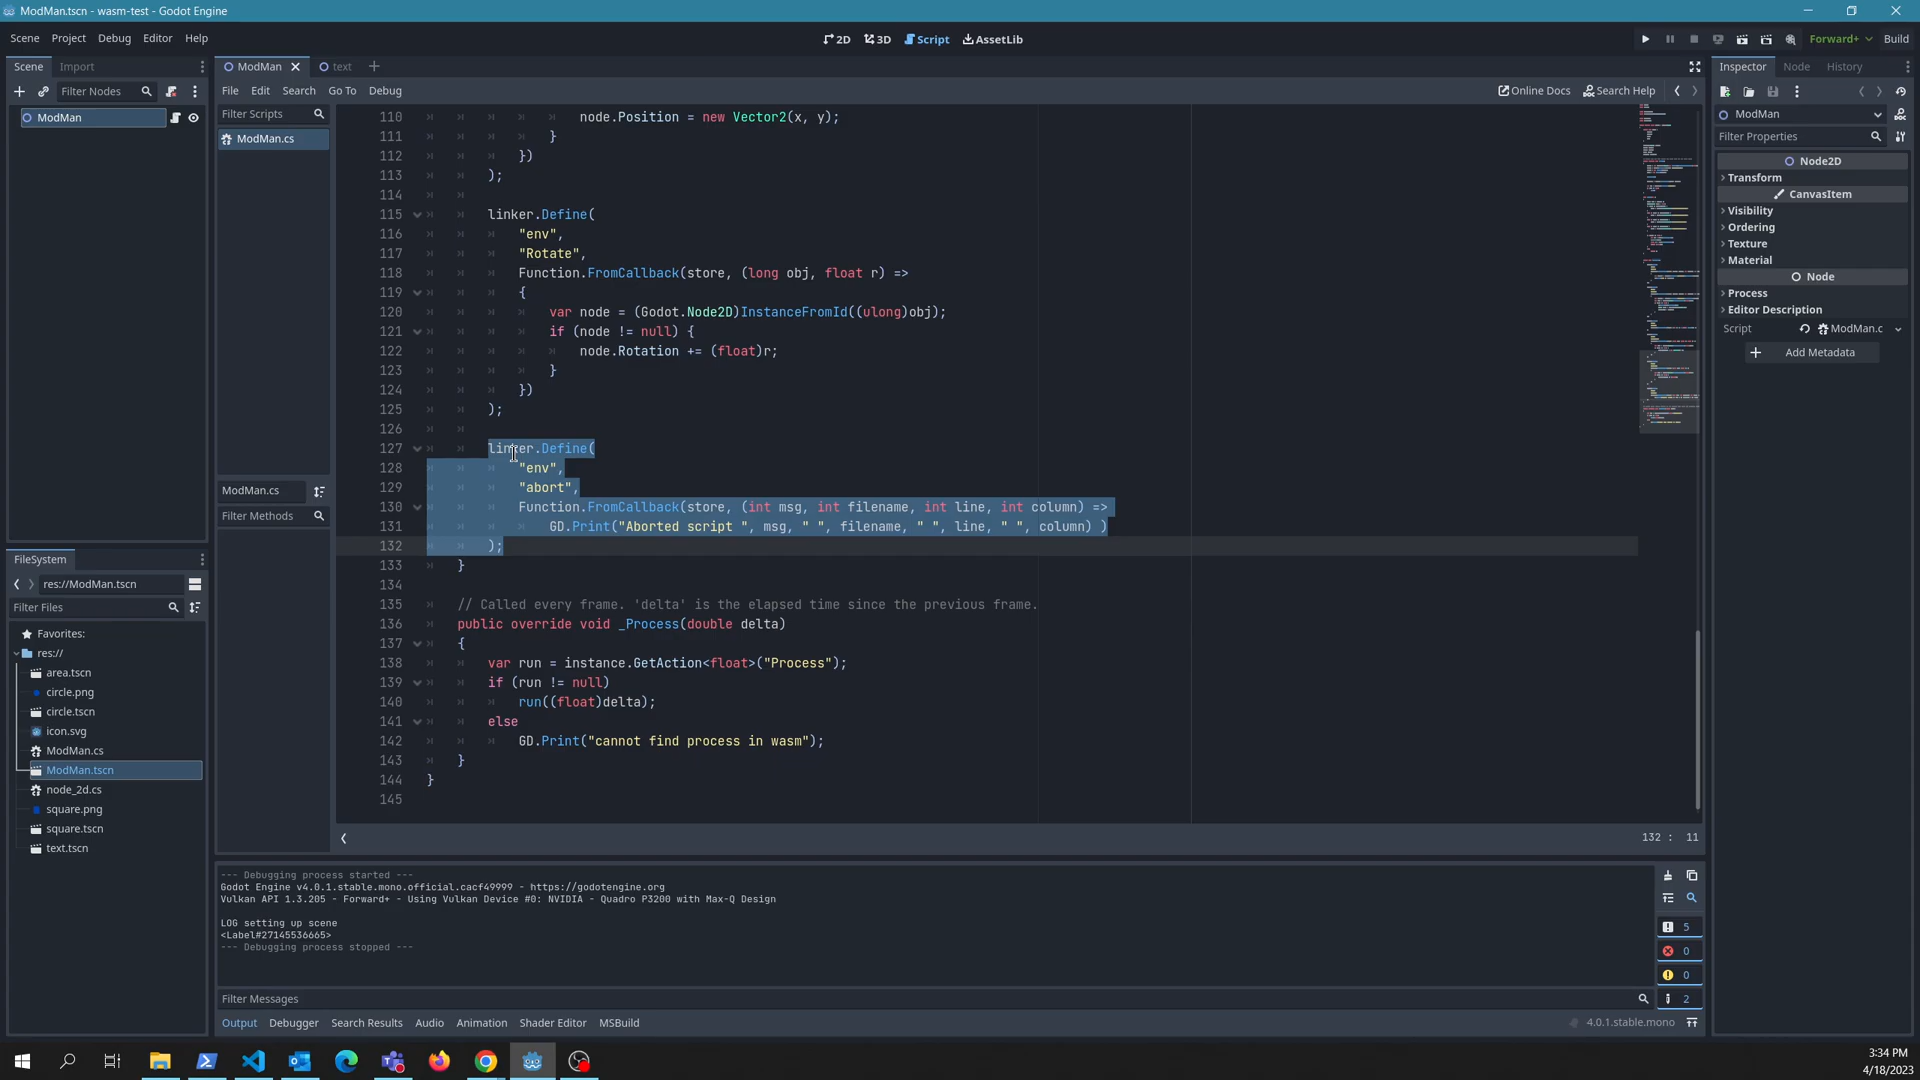 ModMan.tscn - wasm-test - Godot Engine
Scene Project Debug Editor Help
2D 3D Script AssetLib
Forward+ Build
Scene Import
Filter Nodes
ModMan
ModMan text
File Edit Search Go To Debug
Online Docs Search Help
Filter Scripts
ModMan.cs
ModMan.cs
Filter Methods
110 node.Position = new Vector2(x, y);
111 }
112 })
113 );
114
115 linker.Define(
116 "env",
117 "Rotate",
118 Function.FromCallback(store, (long obj, float r) =>
119 {
120 var node = (Godot.Node2D)InstanceFromId((ulong)obj);
121 if (node != null) {
122 node.Rotation += (float)r;
123 }
124 })
125 );
126
127 linker.Define(
128 "env",
129 "abort",
130 Function.FromCallback(store, (int msg, int filename, int line, int column) =>
131 GD.Print("Aborted script ", msg, " ", filename, " ", line, " ", column) )
132 );
133 }
134
135 // Called every frame. 'delta' is the elapsed time since the previous frame.
136 public override void _Process(double delta)
137 {
138 var run = instance.GetAction<float>("Process");
139 if (run != null)
140 run((float)delta);
141 else
142 GD.Print("cannot find process in wasm");
143 }
144 }
145
132 : 11
FileSystem
res://ModMan.tscn
Filter Files
Favorites:
res://
area.tscn
circle.png
circle.tscn
icon.svg
ModMan.cs
ModMan.tscn
node_2d.cs
square.png
square.tscn
text.tscn
--- Debugging process started ---
Godot Engine v4.0.1.stable.mono.official.cacf49999 - https://godotengine.org
Vulkan API 1.3.205 - Forward+ - Using Vulkan Device #0: NVIDIA - Quadro P3200 with Max-Q Design
LOG setting up scene
<Label#27145536665>
--- Debugging process stopped ---
5
0
0
2
Filter Messages
Output Debugger Search Results Audio Animation Shader Editor MSBuild
4.0.1.stable.mono
Inspector Node History
ModMan
Filter Properties
Node2D
Transform
CanvasItem
Visibility
Ordering
Texture
Material
Node
Process
Editor Description
Script ModMan.c
Add Metadata
3:34 PM
4/18/2023